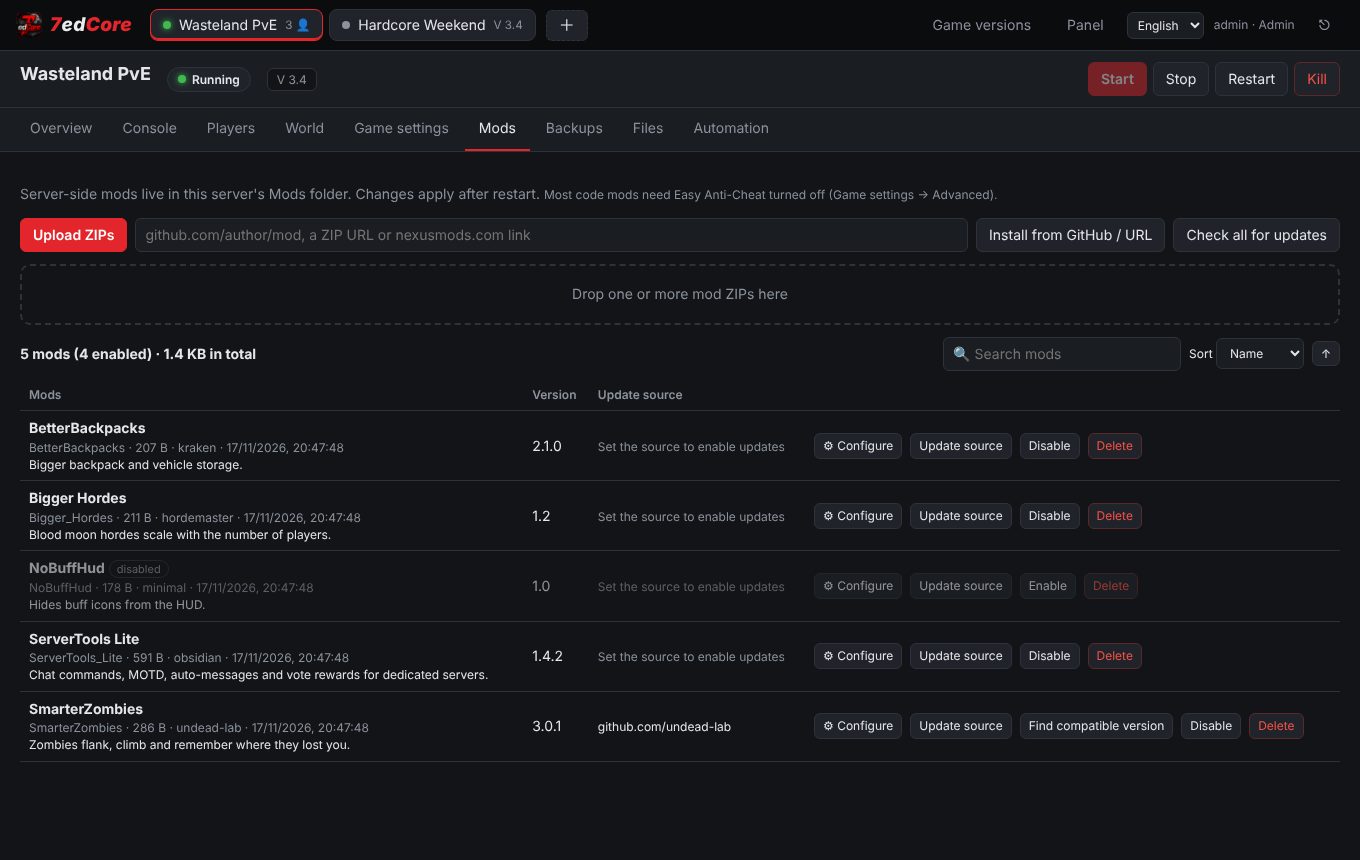 7edCore
Wasteland PvE 3
Hardcore Weekend V 3.4
+
Game versions
Panel
English
admin · Admin
Wasteland PvE
Running
V 3.4
Start
Stop
Restart
Kill
Overview
Console
Players
World
Game settings
Mods
Backups
Files
Automation
Server-side mods live in this server's Mods folder. Changes apply after restart. Most code mods need Easy Anti-Cheat turned off (Game settings → Advanced).
Upload ZIPs
github.com/author/mod, a ZIP URL or nexusmods.com link
Install from GitHub / URL
Check all for updates
Drop one or more mod ZIPs here
5 mods (4 enabled) · 1.4 KB in total
Search mods
Sort
Name
↑
Mods
Version
Update source
BetterBackpacks
BetterBackpacks · 207 B · kraken · 17/11/2026, 20:47:48
Bigger backpack and vehicle storage.
2.1.0
Set the source to enable updates
Configure
Update source
Disable
Delete
Bigger Hordes
Bigger_Hordes · 211 B · hordemaster · 17/11/2026, 20:47:48
Blood moon hordes scale with the number of players.
1.2
Set the source to enable updates
Configure
Update source
Disable
Delete
NoBuffHud disabled
NoBuffHud · 178 B · minimal · 17/11/2026, 20:47:48
Hides buff icons from the HUD.
1.0
Set the source to enable updates
Configure
Update source
Enable
Delete
ServerTools Lite
ServerTools_Lite · 591 B · obsidian · 17/11/2026, 20:47:48
Chat commands, MOTD, auto-messages and vote rewards for dedicated servers.
1.4.2
Set the source to enable updates
Configure
Update source
Disable
Delete
SmarterZombies
SmarterZombies · 286 B · undead-lab · 17/11/2026, 20:47:48
Zombies flank, climb and remember where they lost you.
3.0.1
github.com/undead-lab
Configure
Update source
Find compatible version
Disable
Delete